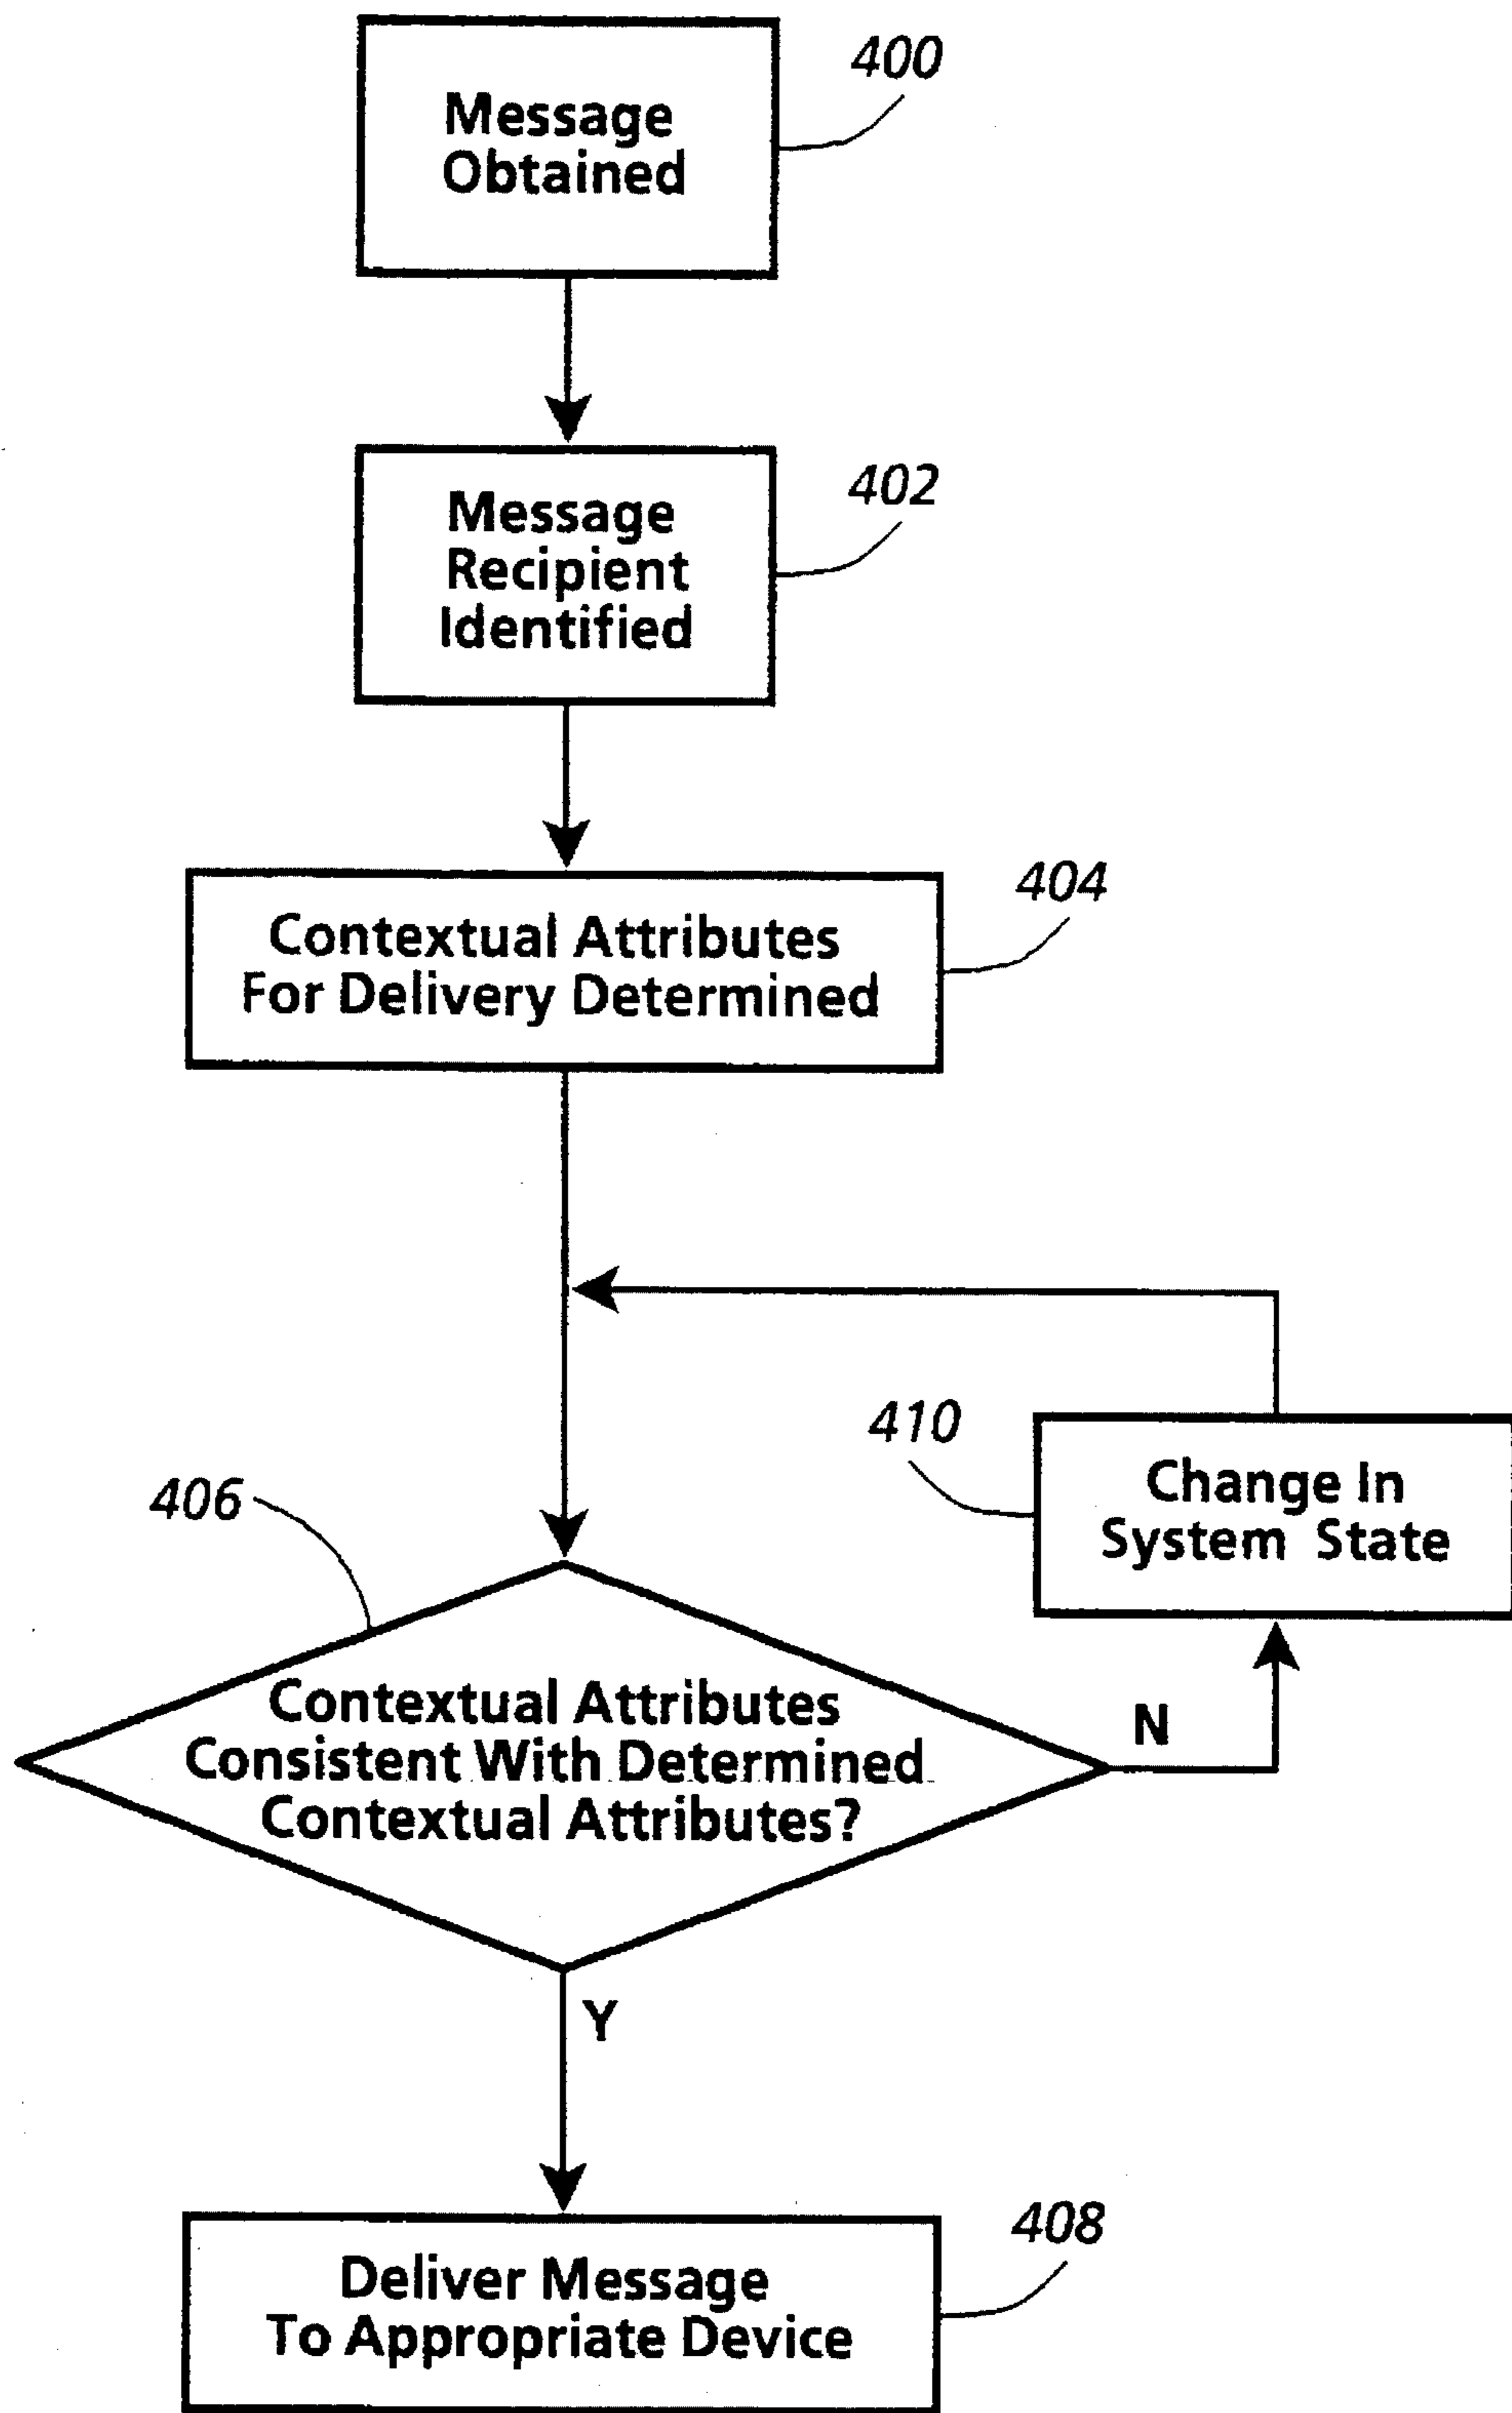 Message
Obtained
400
Message
Recipient
Identified
402
Contextual Attributes
For Delivery Determined
404
410
Change In
System State
406
Contextual Attributes
Consistent With Determined
Contextual Attributes?
N
Y
Deliver Message
To Appropriate Device
408